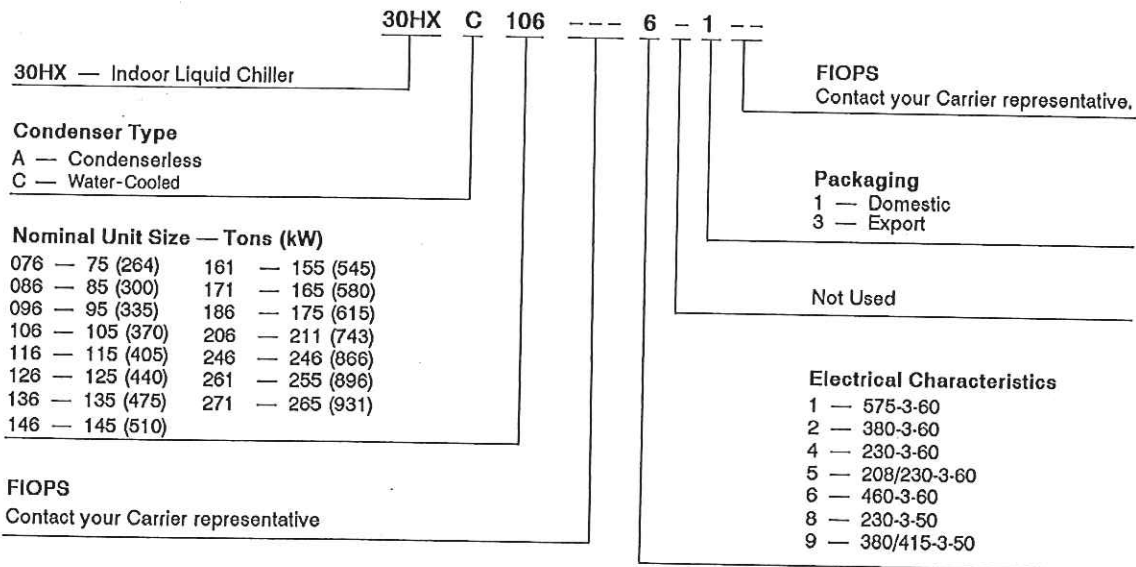 30HX C 106 --- 6 - 1 --
30HX — Indoor Liquid Chiller
Condenser Type
A — Condenserless
C — Water-Cooled
Nominal Unit Size — Tons (kW)
076 — 75 (264) 161 — 155 (545)
086 — 85 (300) 171 — 165 (580)
096 — 95 (335) 186 — 175 (615)
106 — 105 (370) 206 — 211 (743)
116 — 115 (405) 246 — 246 (866)
126 — 125 (440) 261 — 255 (896)
136 — 135 (475) 271 — 265 (931)
146 — 145 (510)
FIOPS
Contact your Carrier representative
FIOPS
Contact your Carrier representative.
Packaging
1 — Domestic
3 — Export
Not Used
Electrical Characteristics
1 — 575-3-60
2 — 380-3-60
4 — 230-3-60
5 — 208/230-3-60
6 — 460-3-60
8 — 230-3-50
9 — 380/415-3-50